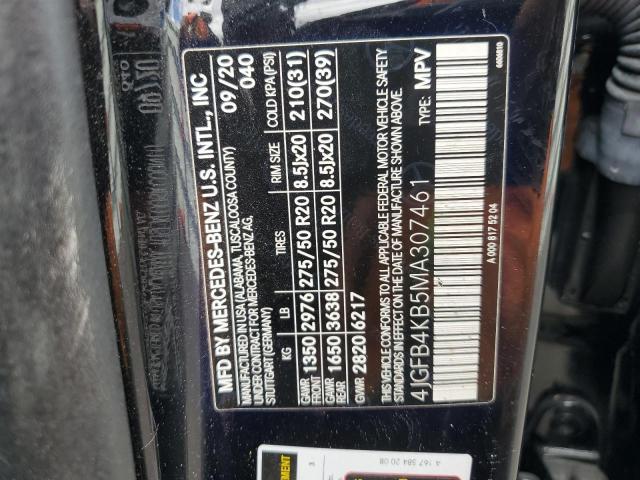 MFD BY MERCEDES-BENZ U.S. INTL., INC 09/20
MANUFACTURED IN USA (ALABAMA, TUSCALOOSA COUNTY) 040
UNDER CONTRACT FOR MERCEDES-BENZ AG,
STUTTGART (GERMANY)
KG LB TIRES RIM SIZE COLD KPA(PSI)
GAWR FRONT 1350 2976 275/50 R20 8.5Jx20 210(31)
GAWR REAR 1650 3638 275/50 R20 8.5Jx20 270(39)
GVWR 2820 6217
THIS VEHICLE CONFORMS TO ALL APPLICABLE FEDERAL MOTOR VEHICLE SAFETY
STANDARDS IN EFFECT ON THE DATE OF MANUFACTURE SHOWN ABOVE.
4JGFB4KB5MA307461 TYPE: MPV
A 000 817 52 04
A 167 584 20 08